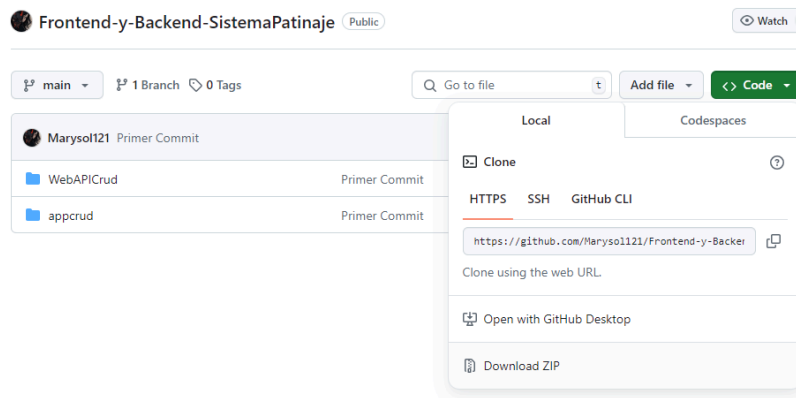 Frontend-y-Backend-SistemaPatinaje Public Watch
main 1 Branch 0 Tags Go to file t Add file Code
Local Codespaces
Marysol121 Primer Commit
Clone
WebAPICrud Primer Commit
HTTPS SSH GitHub CLI
appcrud Primer Commit
https://github.com/Marysol121/Frontend-y-Backer
Clone using the web URL.
Open with GitHub Desktop
Download ZIP